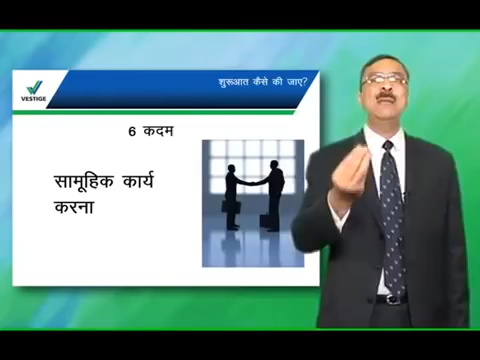 शुरूआत कैसे की जाए?
VESTIGE
6 कदम
सामूहिक कार्य
करना